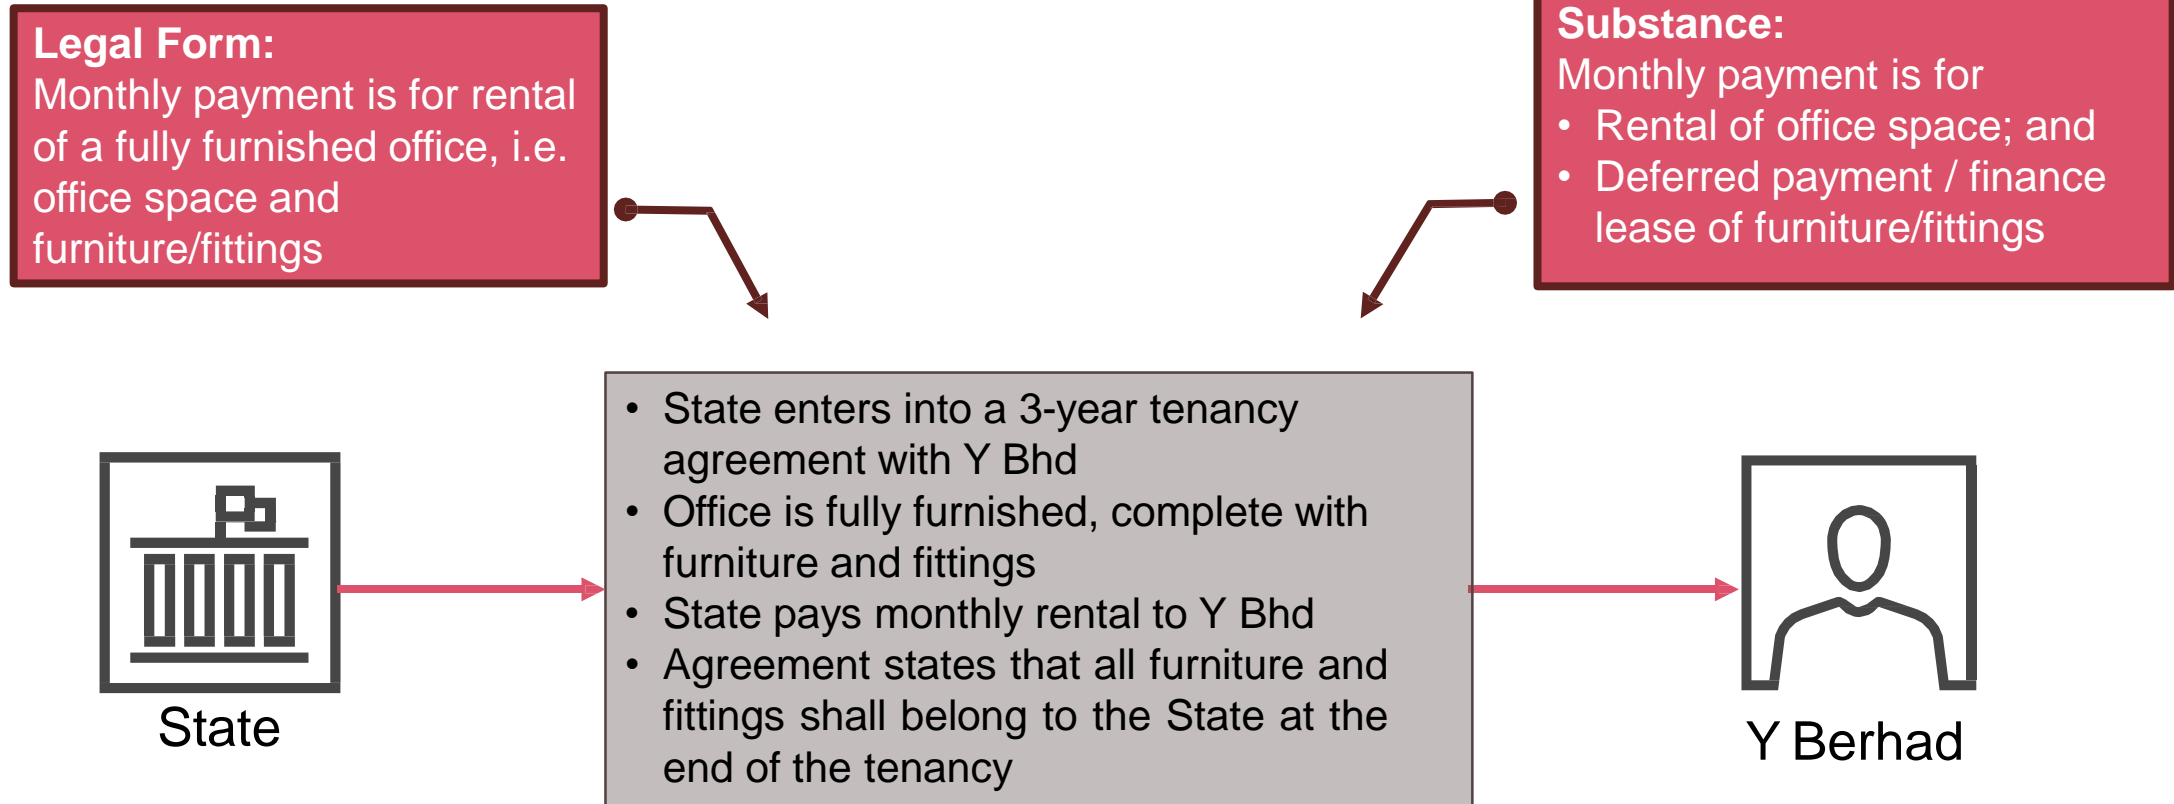 Legal Form:
Monthly payment is for rental
of a fully furnished office, i.e.
office space and
furniture/fittings
Substance:
Monthly payment is for
• Rental of office space; and
• Deferred payment / finance
lease of furniture/fittings
• State enters into a 3-year tenancy
agreement with Y Bhd
• Office is fully furnished, complete with
furniture and fittings
• State pays monthly rental to Y Bhd
• Agreement states that all furniture and
fittings shall belong to the State at the
end of the tenancy
State
Y Berhad